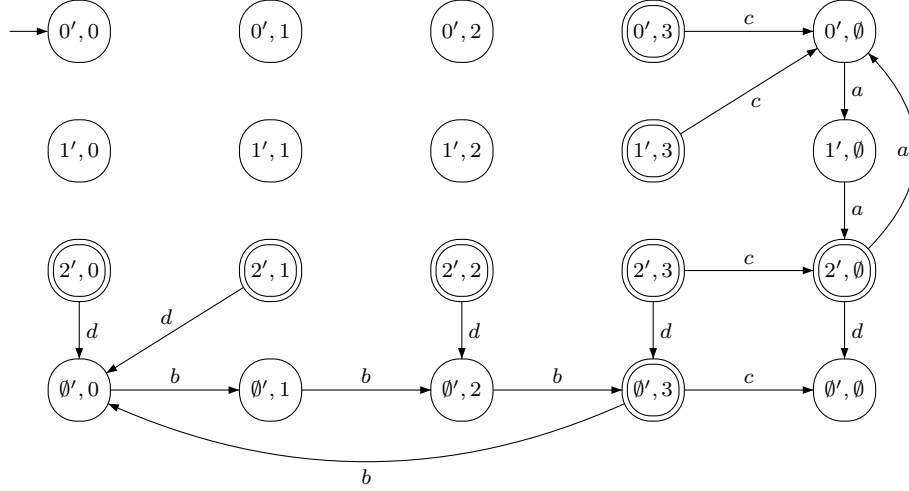 0′, 0 0′, 1 0′, 2 0′, 3 c 0′, ∅
a
c
1′, 0 1′, 1 1′, 2 1′, 3 1′, ∅ a
a
2′, 0 2′, 1 2′, 2 2′, 3 c 2′, ∅
d d d d d
∅′, 0 b ∅′, 1 b ∅′, 2 b ∅′, 3 c ∅′, ∅
b